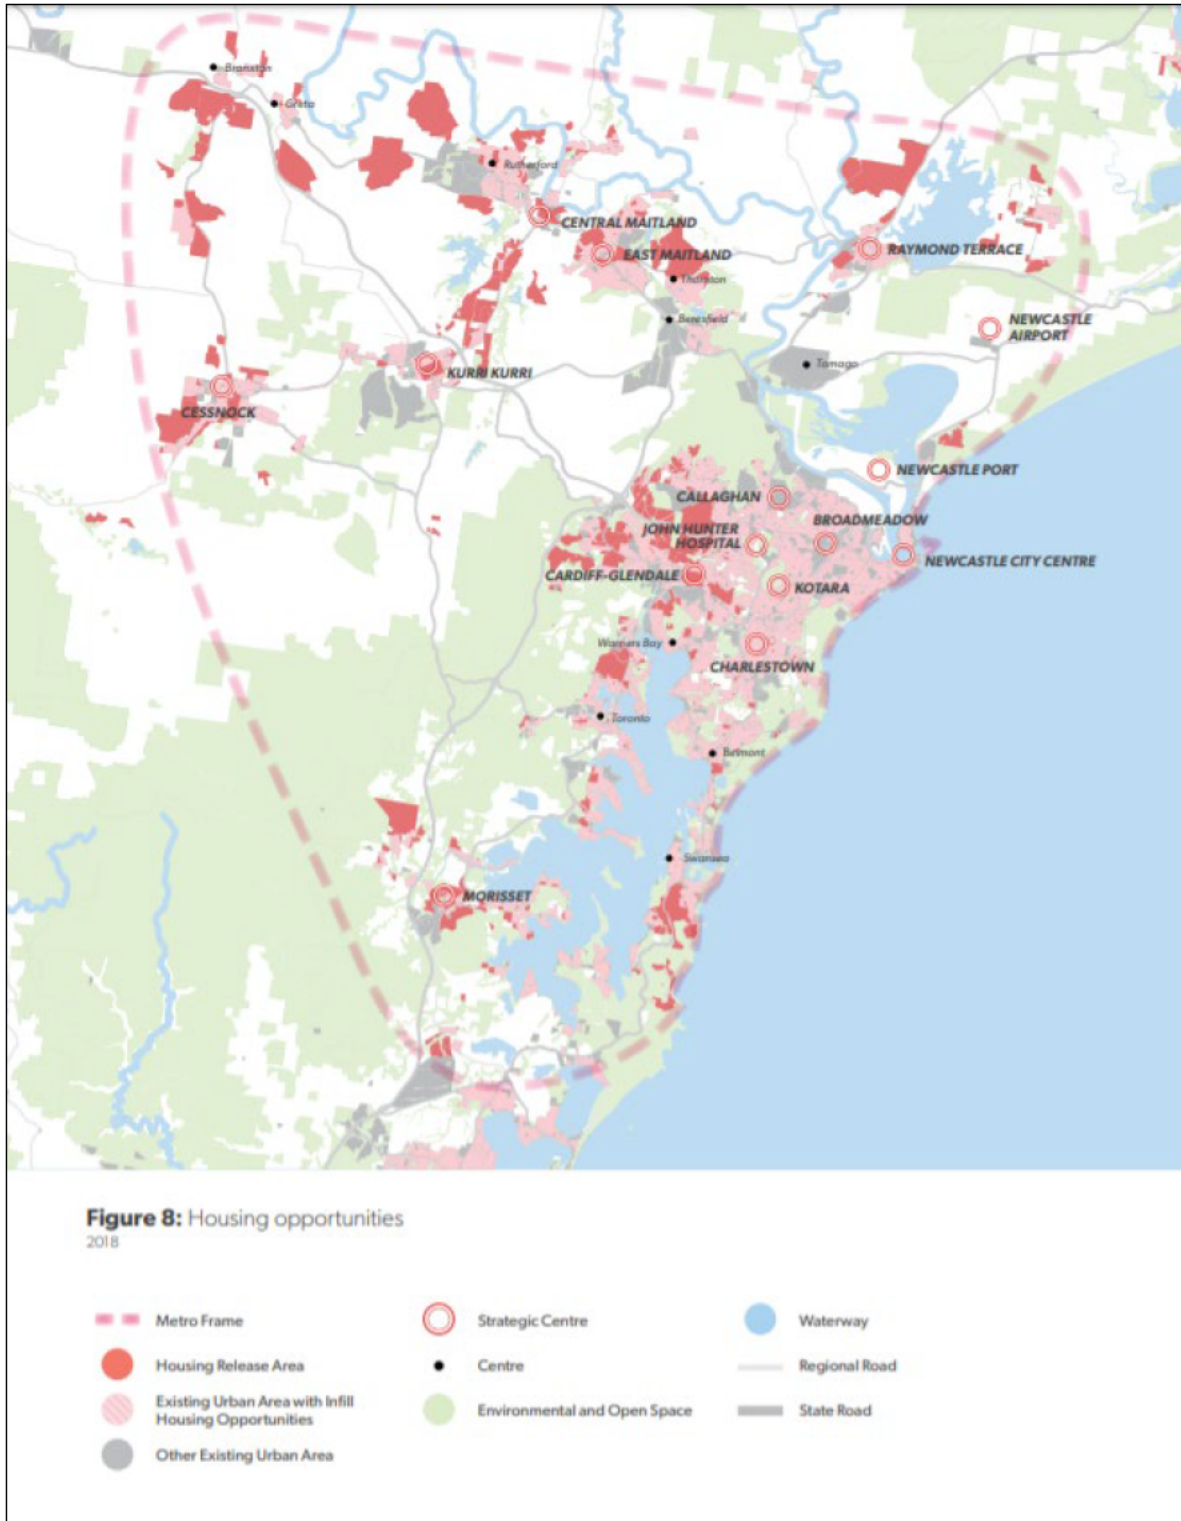 Branxton
Greta
Rutherford
CENTRAL MAITLAND
EAST MAITLAND
RAYMOND TERRACE
Thornton
Beresfield
NEWCASTLE
AIRPORT
Tomago
KURRI KURRI
CESSNOCK
NEWCASTLE PORT
CALLAGHAN
BROADMEADOW
JOHN HUNTER
HOSPITAL
NEWCASTLE CITY CENTRE
CARDIFF-GLENDALE
KOTARA
Warners Bay
CHARLESTOWN
Toronto
Belmont
Swansea
MORISSET
Figure 8: Housing opportunities
2018
Metro Frame
Housing Release Area
Existing Urban Area with Infill
Housing Opportunities
Other Existing Urban Area
Strategic Centre
Centre
Environmental and Open Space
Waterway
Regional Road
State Road